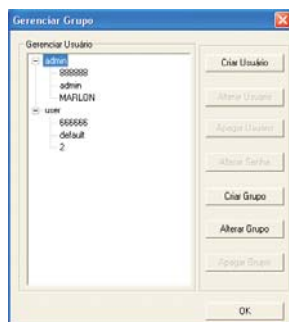 Gerenciar Grupo
Gerenciar Usuário
admin
888888
admin
MARLON
user
666666
default
2
Criar Usuário
Alterar Usuário
Apagar Usuário
Alterar Senha
Criar Grupo
Alterar Grupo
Apagar Grupo
OK